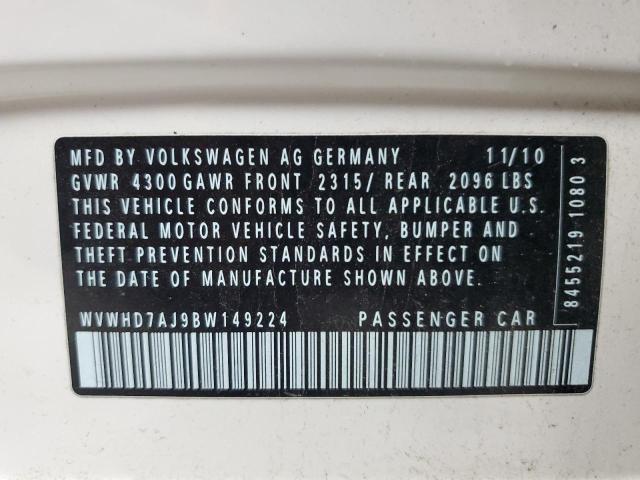 MFD BY VOLKSWAGEN AG GERMANY 11/10
GVWR 4300 GAWR FRONT 2315/ REAR 2096 LBS
THIS VEHICLE CONFORMS TO ALL APPLICABLE U.S.
FEDERAL MOTOR VEHICLE SAFETY, BUMPER AND
THEFT PREVENTION STANDARDS IN EFFECT ON
THE DATE OF MANUFACTURE SHOWN ABOVE.
WVWHD7AJ9BW149224 PASSENGER CAR
8455219 10803